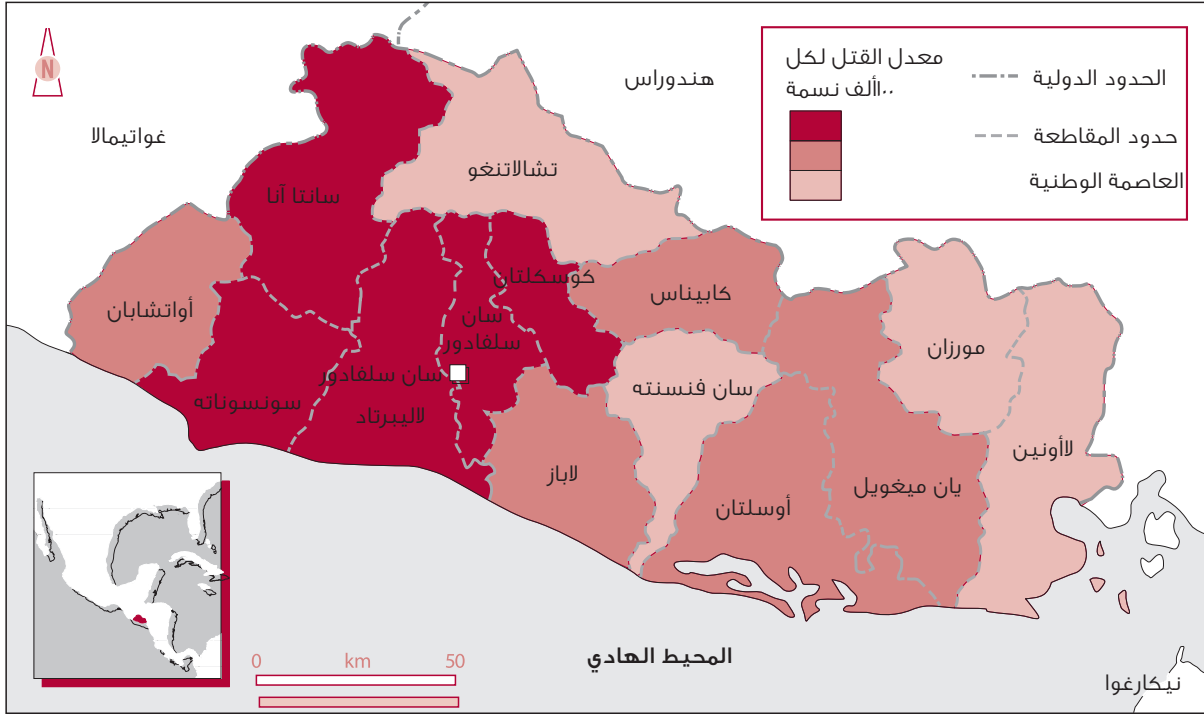 N
هندوراس
غواتيمالا
معدل القتل لكل
١٠٠ألف نسمة
الحدود الدولية
حدود المقاطعة
العاصمة الوطنية
تشالاتنغو
سانتا آنا
أواتشابان
كوسكلتان
كابيناس
سان
سلفادور
مورزان
سان سلفادور
سان فنسنته
سونسوناته
لاليبرتاد
لاأونين
لاباز
يان ميغويل
أوسلتان
المحيط الهادي
0 km 50
نيكارغوا